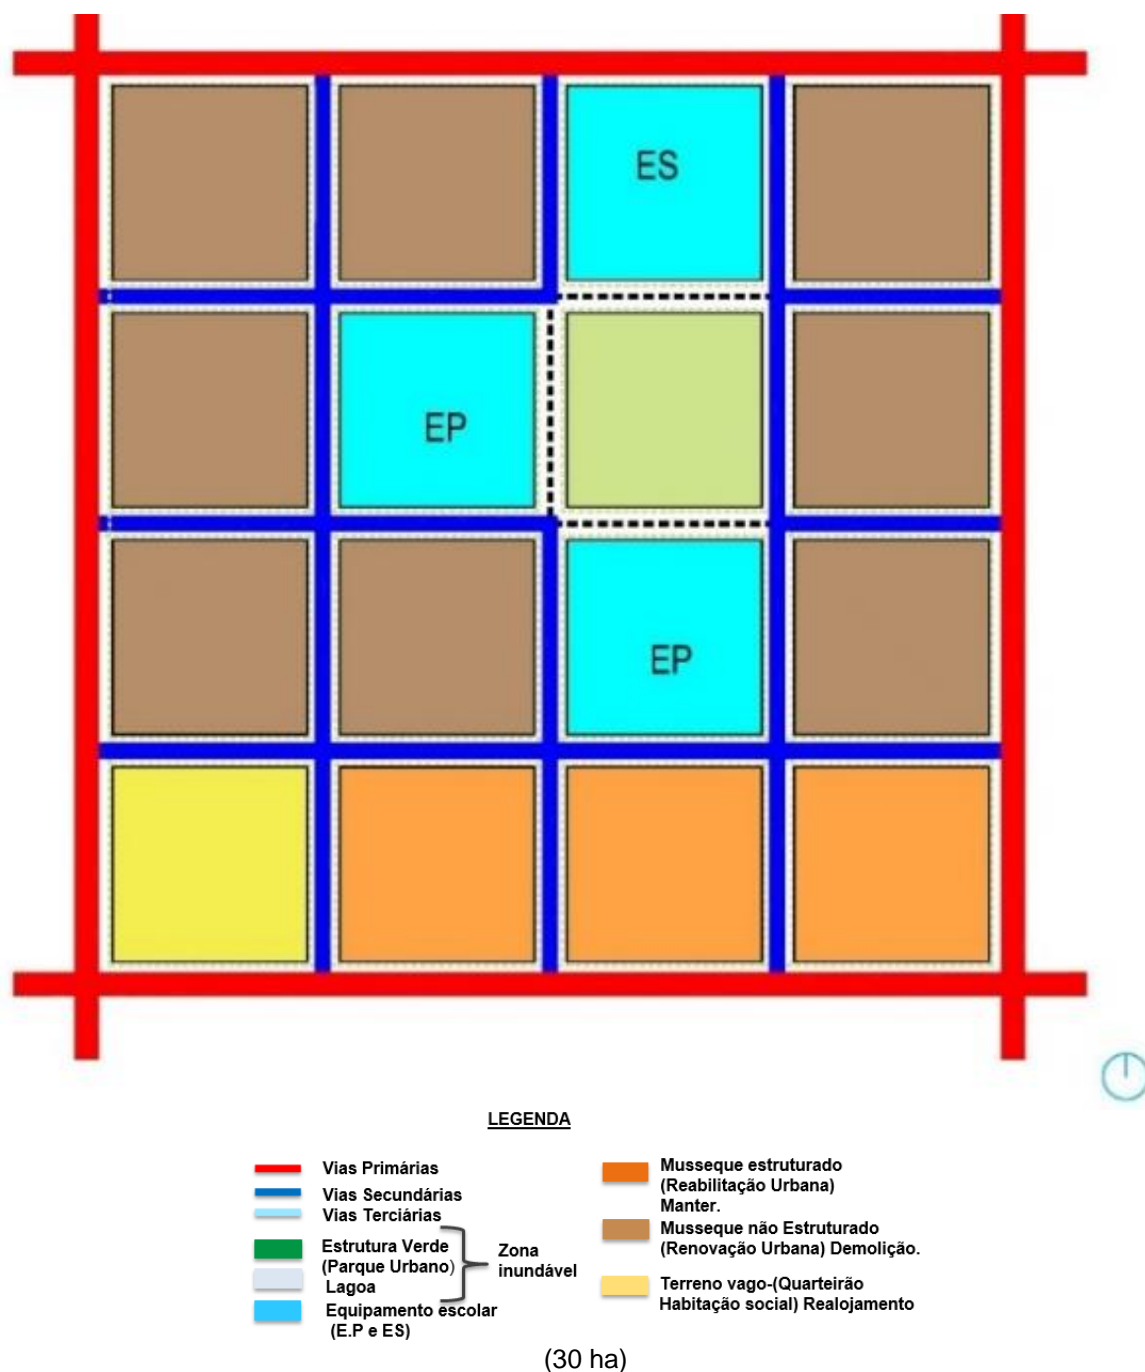 ES
EP
EP
LEGENDA
Vias Primárias
Vias Secundárias
Vias Terciárias
Estrutura Verde
(Parque Urbano)
Lagoa
Zona
inundável
Equipamento escolar
(E.P e ES)
Musseque estruturado
(Reabilitação Urbana)
Manter.
Musseque não Estruturado
(Renovação Urbana) Demolição.
Terreno vago-(Quarteirão
Habitação social) Realojamento
(30 ha)